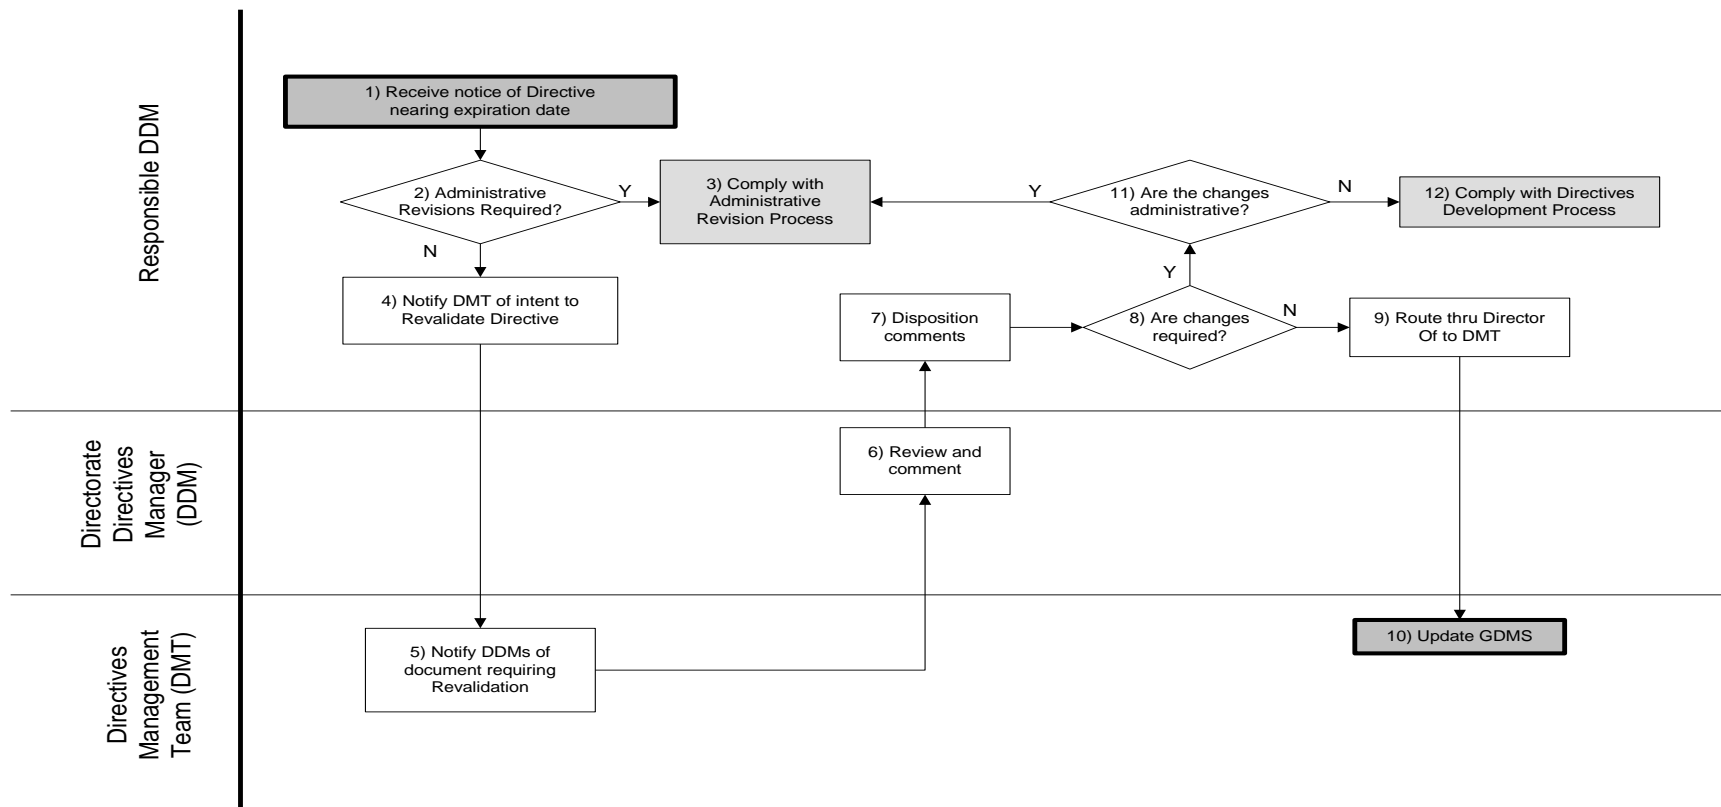 Responsible DDM
1) Receive notice of Directive
nearing expiration date
2) Administrative
Revisions Required?
Y
N
3) Comply with
Administrative
Revision Process
4) Notify DMT of intent to
Revalidate Directive
Y
11) Are the changes
administrative?
N
12) Comply with Directives
Development Process
Y
7) Disposition
comments
8) Are changes
required?
N
9) Route thru Director
Of to DMT
Directorate
Directives
Manager
(DDM)
6) Review and
comment
Directives
Management
Team (DMT)
5) Notify DDMs of
document requiring
Revalidation
10) Update GDMS